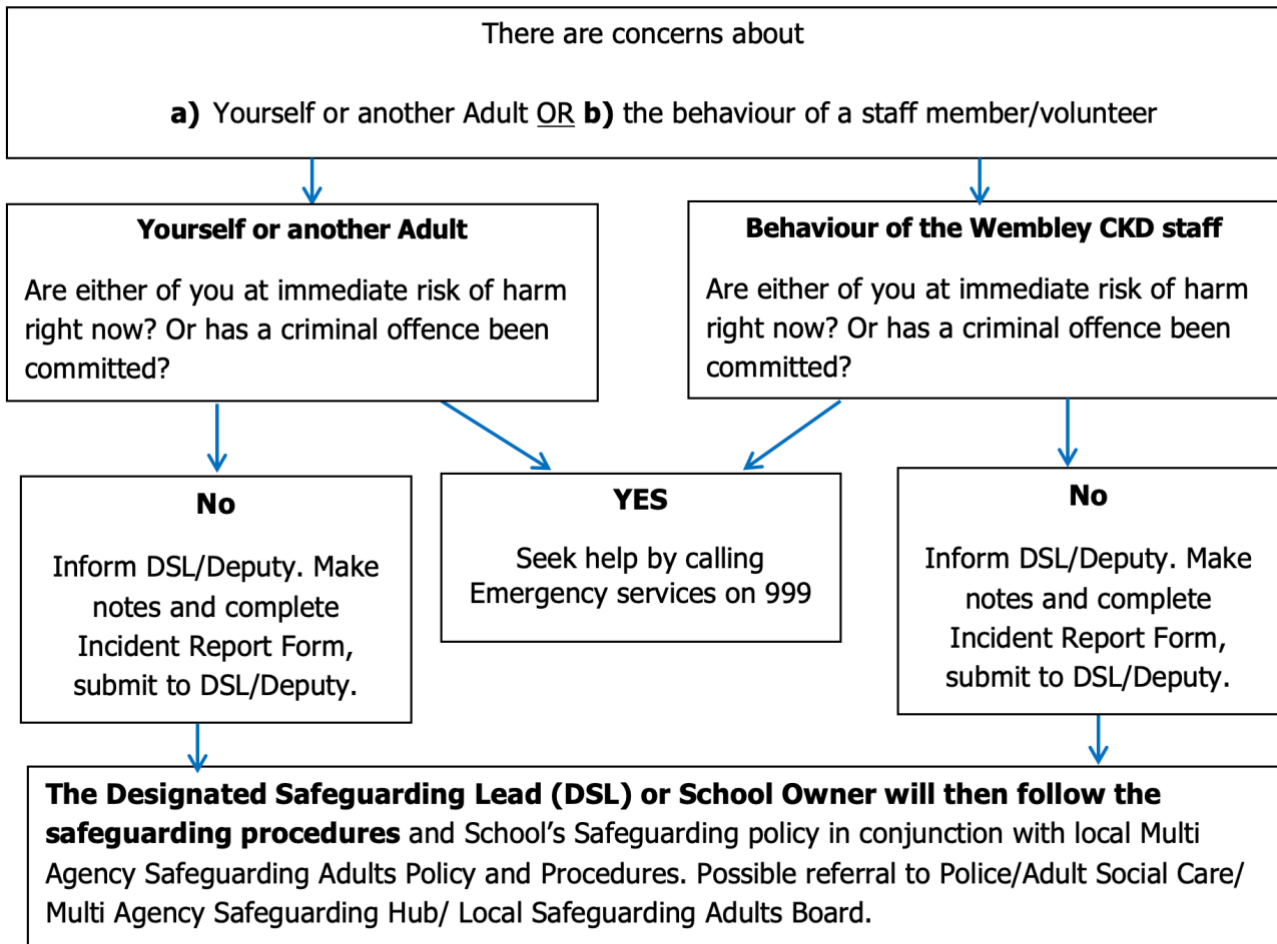 There are concerns about
a) Yourself or another Adult OR b) the behaviour of a staff member/volunteer
Yourself or another Adult
Are either of you at immediate risk of harm
right now? Or has a criminal offence been
committed?
Behaviour of the Wembley CKD staff
Are either of you at immediate risk of harm
right now? Or has a criminal offence been
committed?
No
Inform DSL/Deputy. Make
notes and complete
Incident Report Form,
submit to DSL/Deputy.
YES
Seek help by calling
Emergency services on 999
No
Inform DSL/Deputy. Make
notes and complete
Incident Report Form,
submit to DSL/Deputy.
The Designated Safeguarding Lead (DSL) or School Owner will then follow the
safeguarding procedures and School's Safeguarding policy in conjunction with local Multi
Agency Safeguarding Adults Policy and Procedures. Possible referral to Police/Adult Social Care/
Multi Agency Safeguarding Hub/ Local Safeguarding Adults Board.